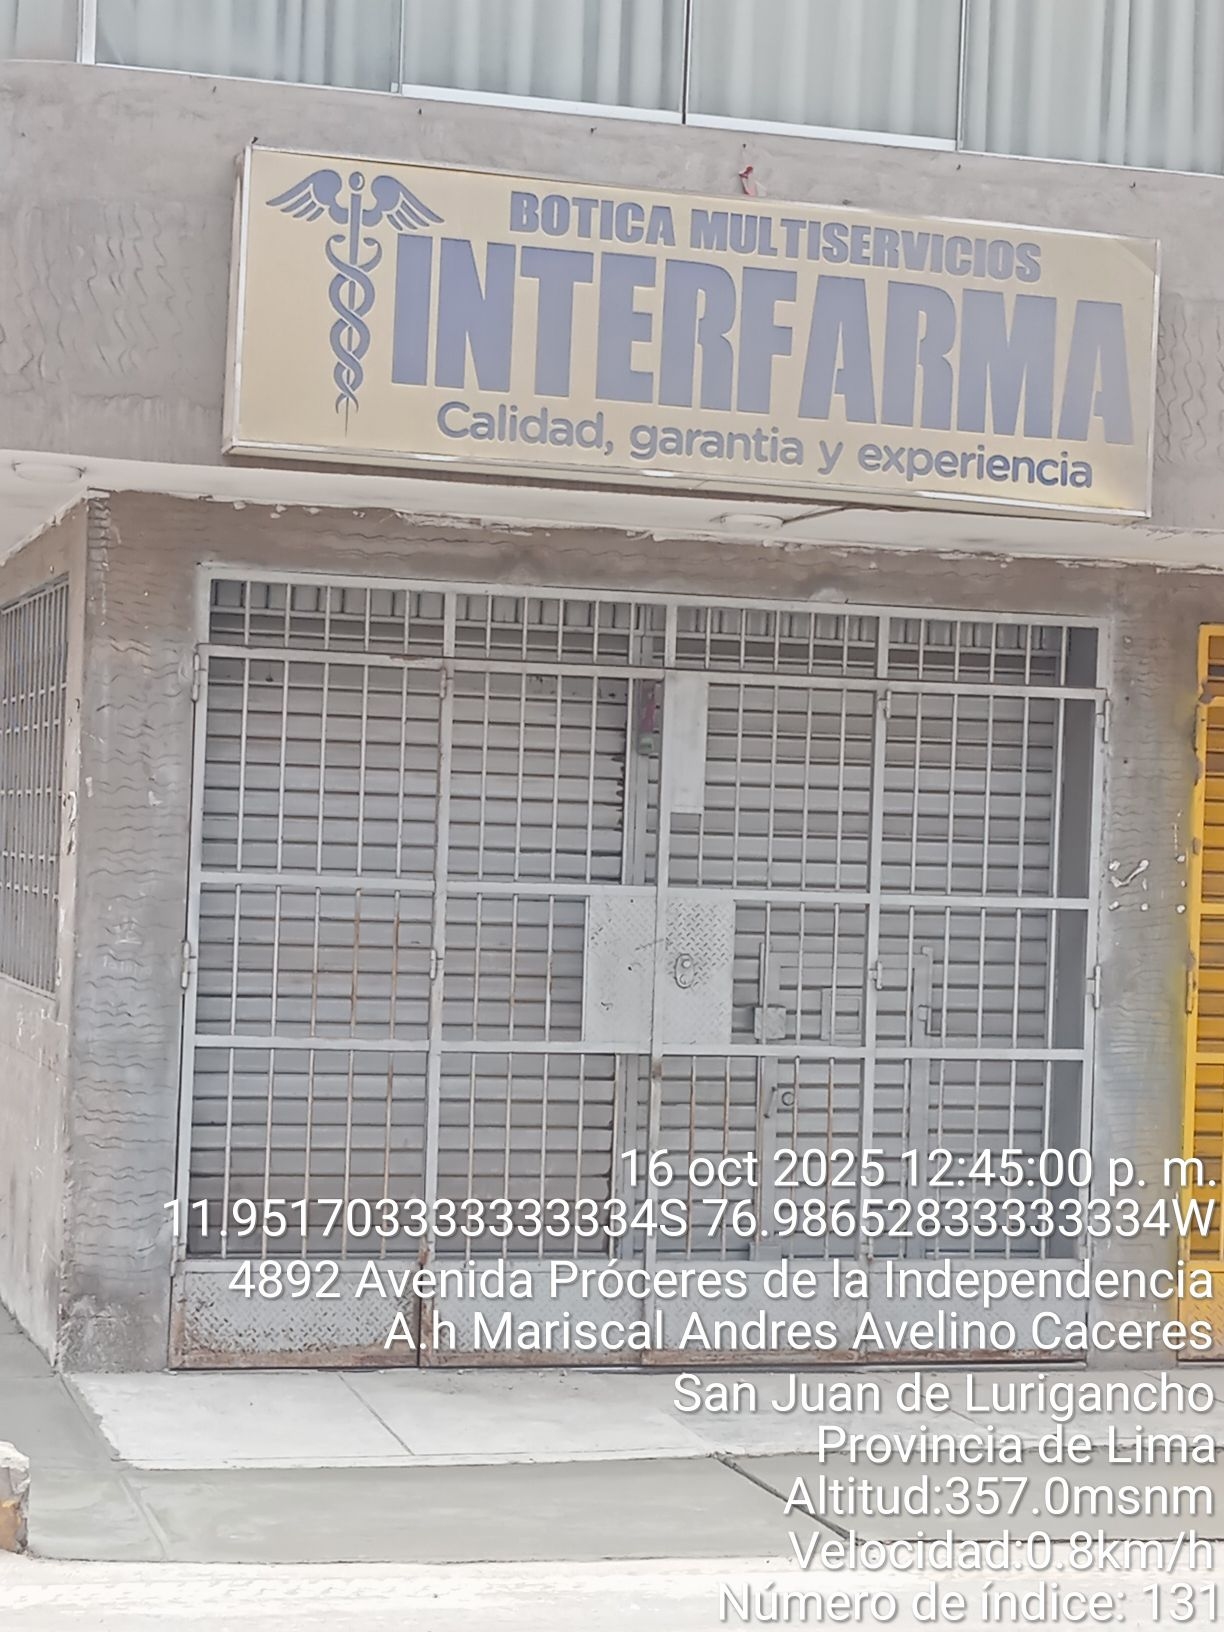 BOTICA MULTISERVICIOS
INTERFARMA
Calidad, garantia y experiencia
16 oct 2025 12:45:00 p. m.
11.951703333333334S 76.98652833333334W
4892 Avenida Próceres de la Independencia
A.h Mariscal Andres Avelino Caceres
San Juan de Lurigancho
Provincia de Lima
Altitud:357.0msnm
Velocidad:0.8km/h
Número de índice: 131